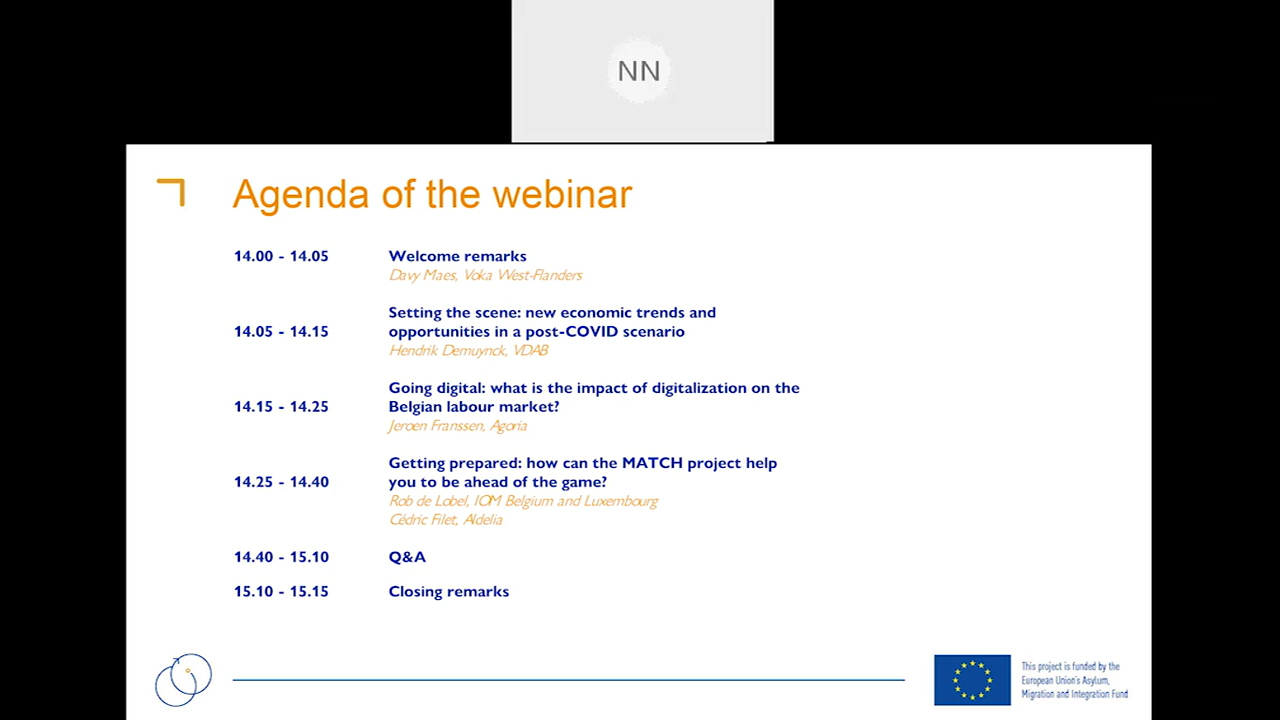 NN
Agenda of the webinar
14.00 - 14.05 Welcome remarks
Davy Maes, Voka West-Flanders
Setting the scene: new economic trends and
14.05 - 14.15 opportunities in a post-COVID scenario
Hendrik Demuynck, VDAB
Going digital: what is the impact of digitalization on the
14.15 - 14.25 Belgian labour market?
Jeroen Franssen, Agoria
Getting prepared: how can the MATCH project help
14.25 - 14.40 you to be ahead of the game?
Rob de Lobel, IOM Belgium and Luxembourg
Cédric Filet, Aldelia
14.40 - 15.10 Q&A
15.10 - 15.15 Closing remarks
This project is funded by the
European Union's Asylum,
Migration and Integration Fund